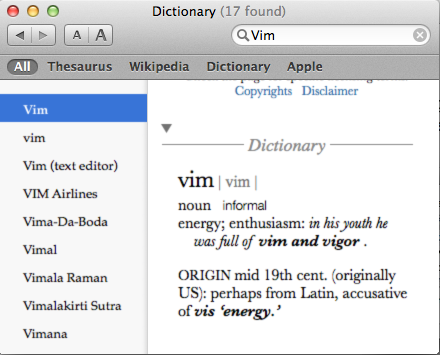 Dictionary (17 found)
A A
Vim
All Thesaurus Wikipedia Dictionary Apple
Vim
vim
Vim (text editor)
VIM Airlines
Vima-Da-Boda
Vimal
Vimala Raman
Vimalakirti Sutra
Vimana
Copyrights Disclaimer
Dictionary
vim | vim |
noun informal
energy; enthusiasm: in his youth he
was full of vim and vigor .
ORIGIN mid 19th cent. (originally
US): perhaps from Latin, accusative
of vis ‘energy.’